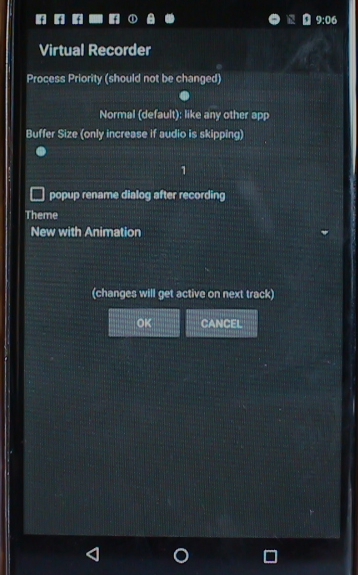 9:06
Virtual Recorder
Process Priority (should not be changed)
Normal (default): like any other app
Buffer Size (only increase if audio is skipping)
1
popup rename dialog after recording
Theme
New with Animation
(changes will get active on next track)
OK CANCEL